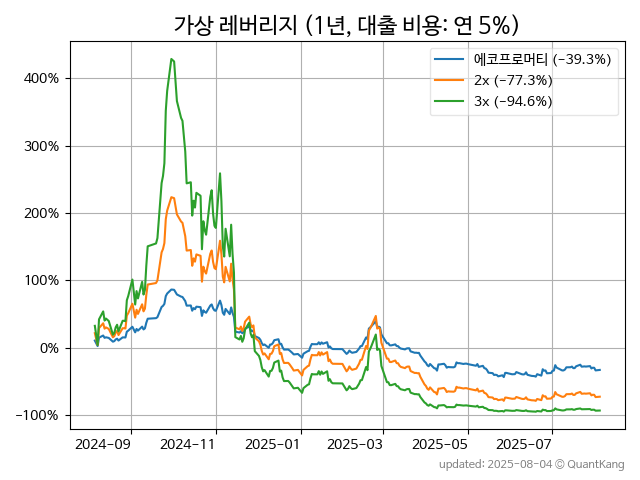 가상 레버리지 (1년, 대출 비용: 연 5%)
에코프로머티 (-39.3%)
2x (-77.3%)
3x (-94.6%)
400%
300%
200%
100%
0%
-100%
2024-09 2024-11 2025-01 2025-03 2025-05 2025-07
updated: 2025-08-04 © QuantKang